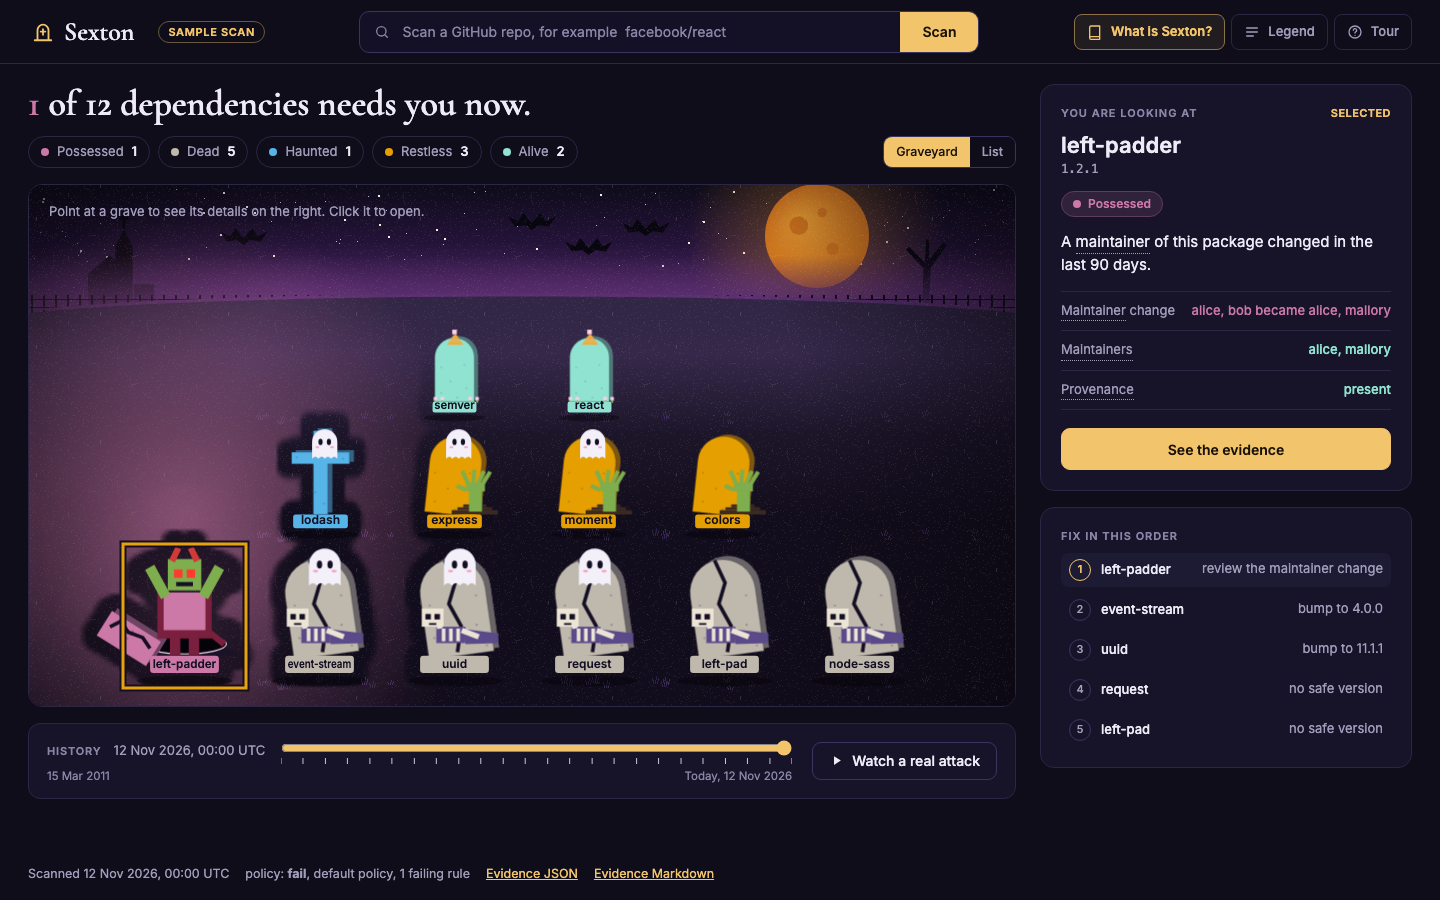 Sexton
SAMPLE SCAN
Scan a GitHub repo, for example facebook/react
Scan
What is Sexton?
Legend
Tour
1 of 12 dependencies needs you now.
Possessed 1
Dead 5
Haunted 1
Restless 3
Alive 2
Graveyard
List
Point at a grave to see its details on the right. Click it to open.
semver
react
lodash
express
moment
colors
left-padder
event-stream
uuid
request
left-pad
node-sass
HISTORY
12 Nov 2026, 00:00 UTC
15 Mar 2011
Today, 12 Nov 2026
Watch a real attack
YOU ARE LOOKING AT
SELECTED
left-padder
1.2.1
Possessed
A maintainer of this package changed in the
last 90 days.
Maintainer change alice, bob became alice, mallory
Maintainers alice, mallory
Provenance present
See the evidence
FIX IN THIS ORDER
1 left-padder review the maintainer change
2 event-stream bump to 4.0.0
3 uuid bump to 11.1.1
4 request no safe version
5 left-pad no safe version
Scanned 12 Nov 2026, 00:00 UTC policy: fail, default policy, 1 failing rule Evidence JSON Evidence Markdown